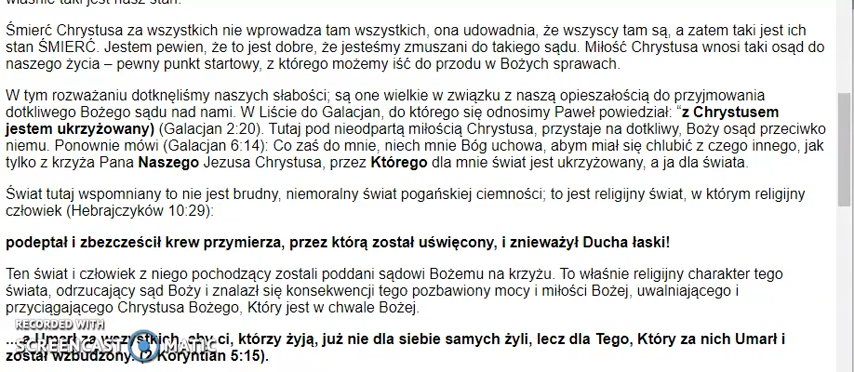 właśnie taki jest nasz stan.
Śmierć Chrystusa za wszystkich nie wprowadza tam wszystkich, ona udowadnia, że wszyscy tam są, a zatem taki jest ich
stan ŚMIERĆ. Jestem pewien, że to jest dobre, że jesteśmy zmuszani do takiego sądu. Miłość Chrystusa wnosi taki osąd do
naszego życia – pewny punkt startowy, z którego możemy iść do przodu w Bożych sprawach.
W tym rozważaniu dotknęliśmy naszych słabości; są one wielkie w związku z naszą opieszałością do przyjmowania
dotkliwego Bożego sądu nad nami. W Liście do Galacjan, do którego się odnosimy Paweł powiedział: “z Chrystusem
jestem ukrzyżowany) (Galacjan 2:20). Tutaj pod nieodpartą miłością Chrystusa, przystaje na dotkliwy, Boży osąd przeciwko
niemu. Ponownie mówi (Galacjan 6:14): Co zaś do mnie, niech mnie Bóg uchowa, abym miał się chlubić z czego innego, jak
tylko z krzyża Pana Naszego Jezusa Chrystusa, przez Którego dla mnie świat jest ukrzyżowany, a ja dla świata.
Świat tutaj wspomniany to nie jest brudny, niemoralny świat pogańskiej ciemności; to jest religijny świat, w którym religijny
człowiek (Hebrajczyków 10:29):
podeptał i zbezcześcił krew przymierza, przez którą został uświęcony, i znieważył Ducha łaski!
Ten świat i człowiek z niego pochodzący zostali poddani sądowi Bożemu na krzyżu. To właśnie religijny charakter tego
świata, odrzucający sąd Boży i znalazł się konsekwencji tego pozbawiony mocy i miłości Bożej, uwalniającego i
przyciągającego Chrystusa Bożego, Który jest w chwale Bożej.
RECORDED WITH
SCREENCAST MATIC
...a Umarł za wszystkich, aby ci, którzy żyją, już nie dla siebie samych żyli, lecz dla Tego, Który za nich Umarł i
został wzbudzony. (2 Koryntian 5:15).